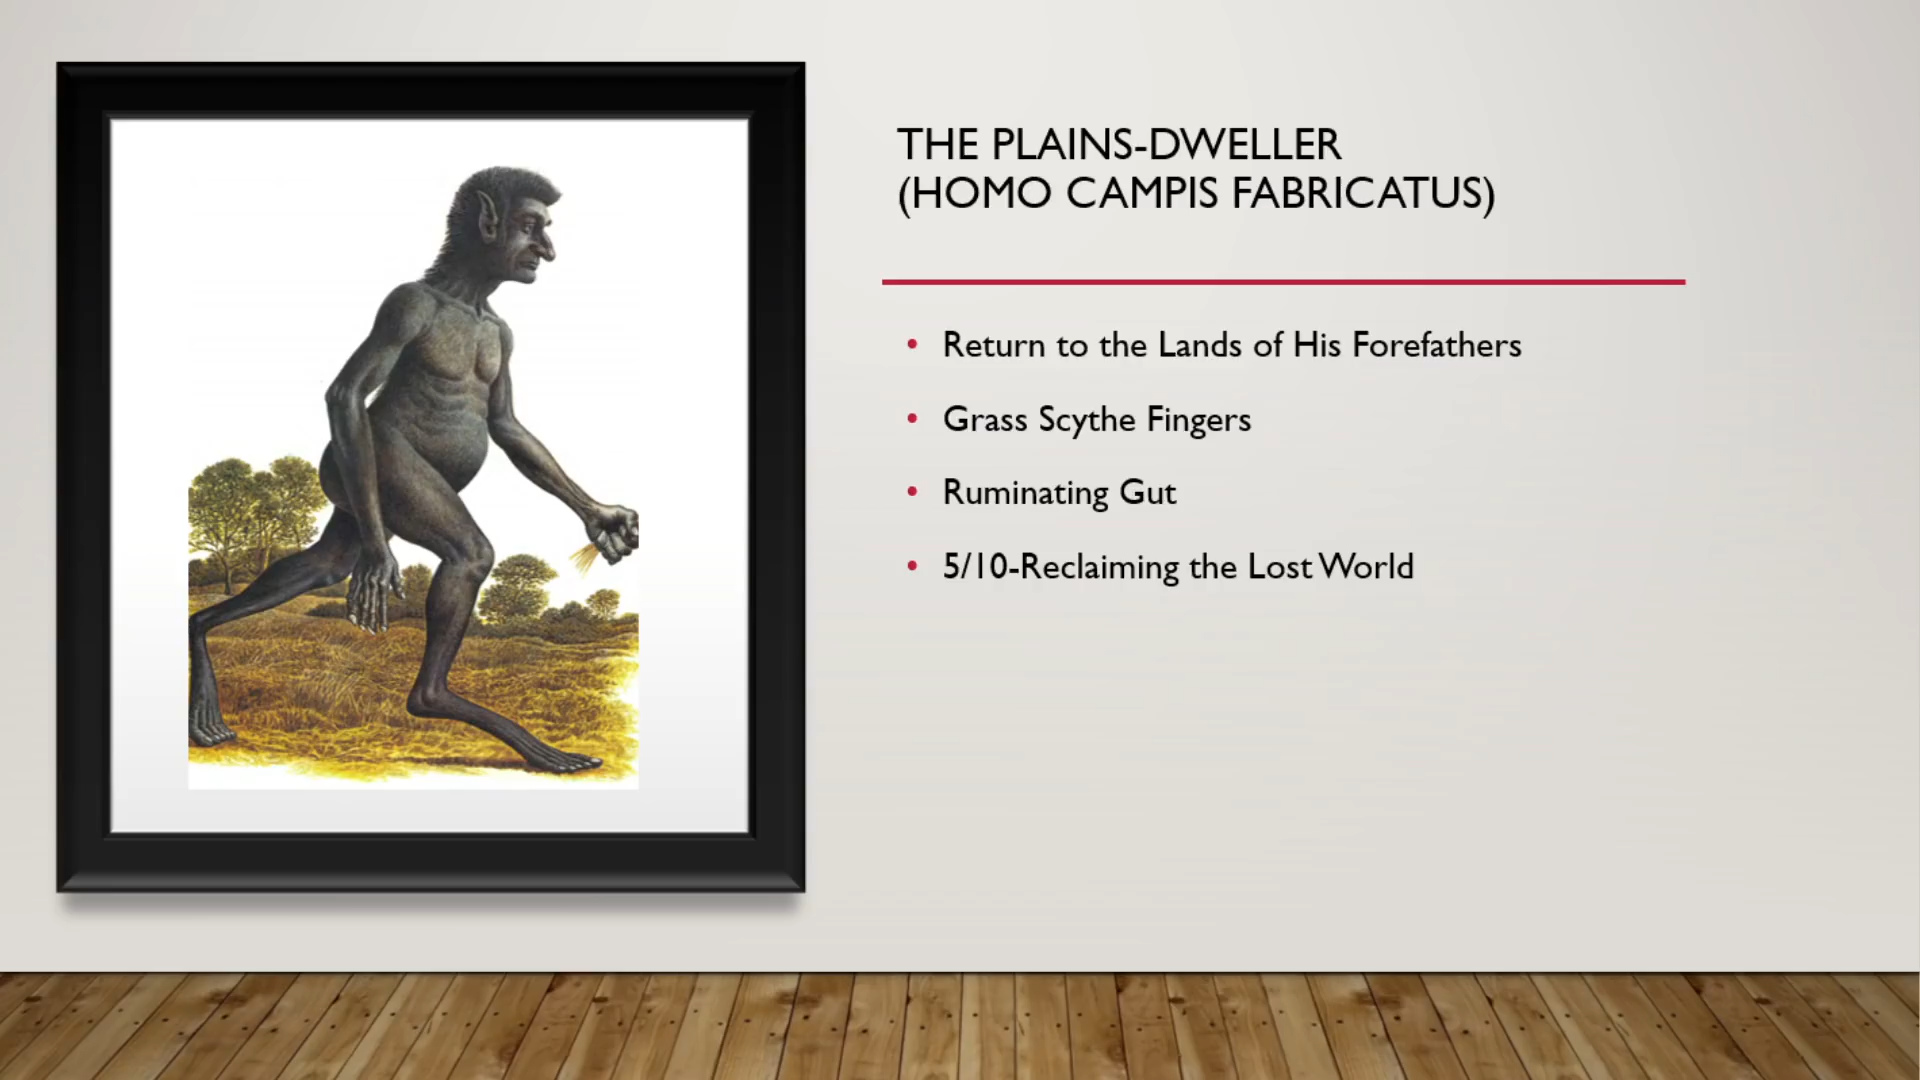 THE PLAINS-DWELLER
(HOMO CAMPIS FABRICATUS)
• Return to the Lands of His Forefathers
• Grass Scythe Fingers
• Ruminating Gut
• 5/10-Reclaiming the Lost World